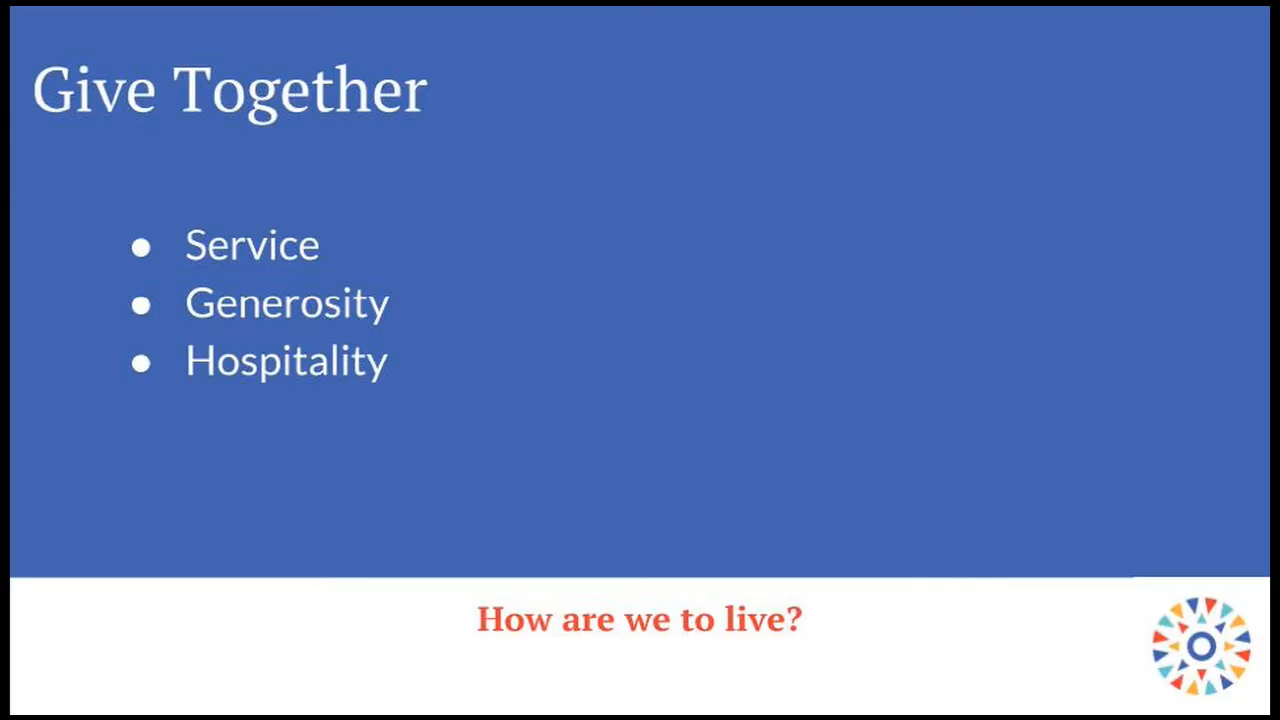 Give Together
● Service
● Generosity
● Hospitality
How are we to live?